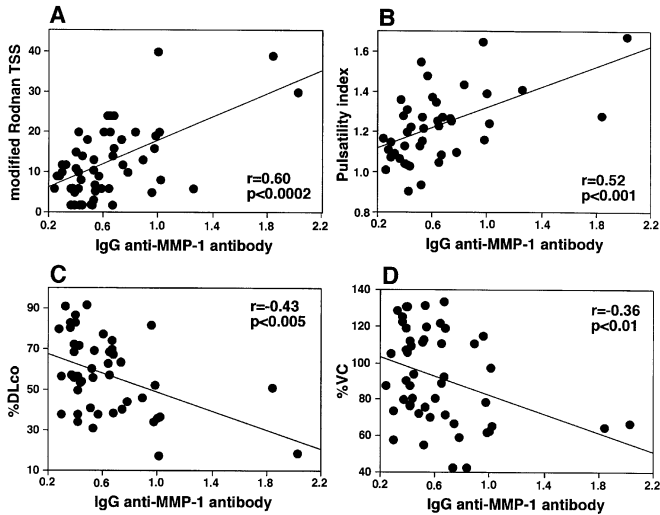 A
modified Rodnan TSS
40
30
20
10
0
r=0.60
p<0.0002
0.2 0.6 1.0 1.4 1.8 2.2
IgG anti-MMP-1 antibody
B
Pulsatility index
1.6
1.4
1.2
1.0
0.8
r=0.52
p<0.001
0.2 0.6 1.0 1.4 1.8 2.2
IgG anti-MMP-1 antibody
C
%DLco
90
70
50
30
10
r=-0.43
p<0.005
0.2 0.6 1.0 1.4 1.8 2.2
IgG anti-MMP-1 antibody
D
%VC
140
120
100
80
60
40
r=-0.36
p<0.01
0.2 0.6 1.0 1.4 1.8 2.2
IgG anti-MMP-1 antibody